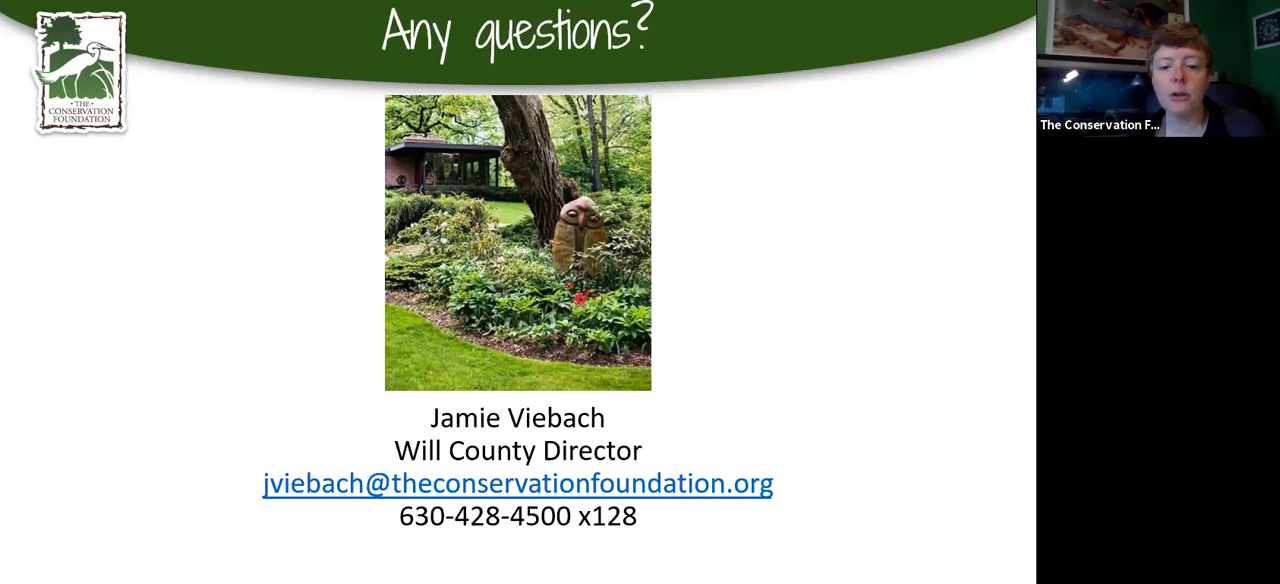 Any questions?
THE
CONSERVATION
FOUNDATION
The Conservation F...
Jamie Viebach
Will County Director
jviebach@theconservationfoundation.org
630-428-4500 x128